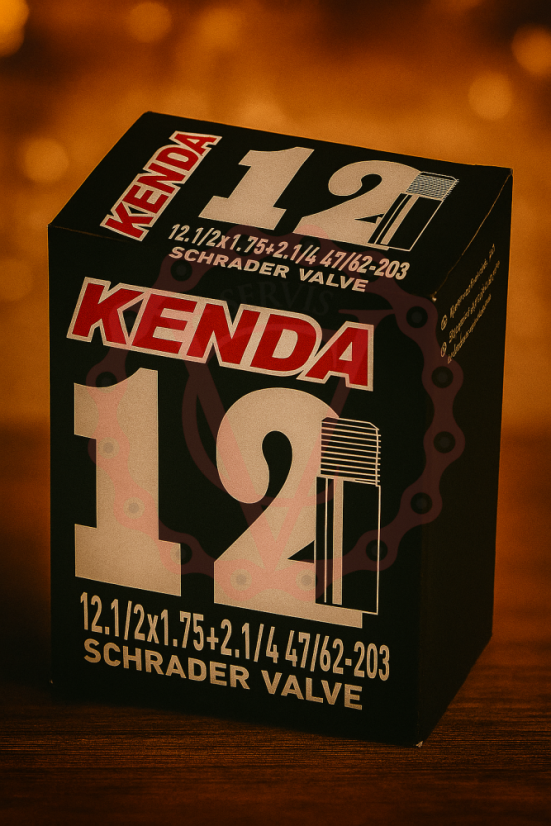 KENDA
12
12.1/2x1.75+2.1/4 47/62-203
SCHRADER VALVE
KENDA
12
12.1/2x1.75+2.1/4 47/62-203
SCHRADER VALVE
SERVIS